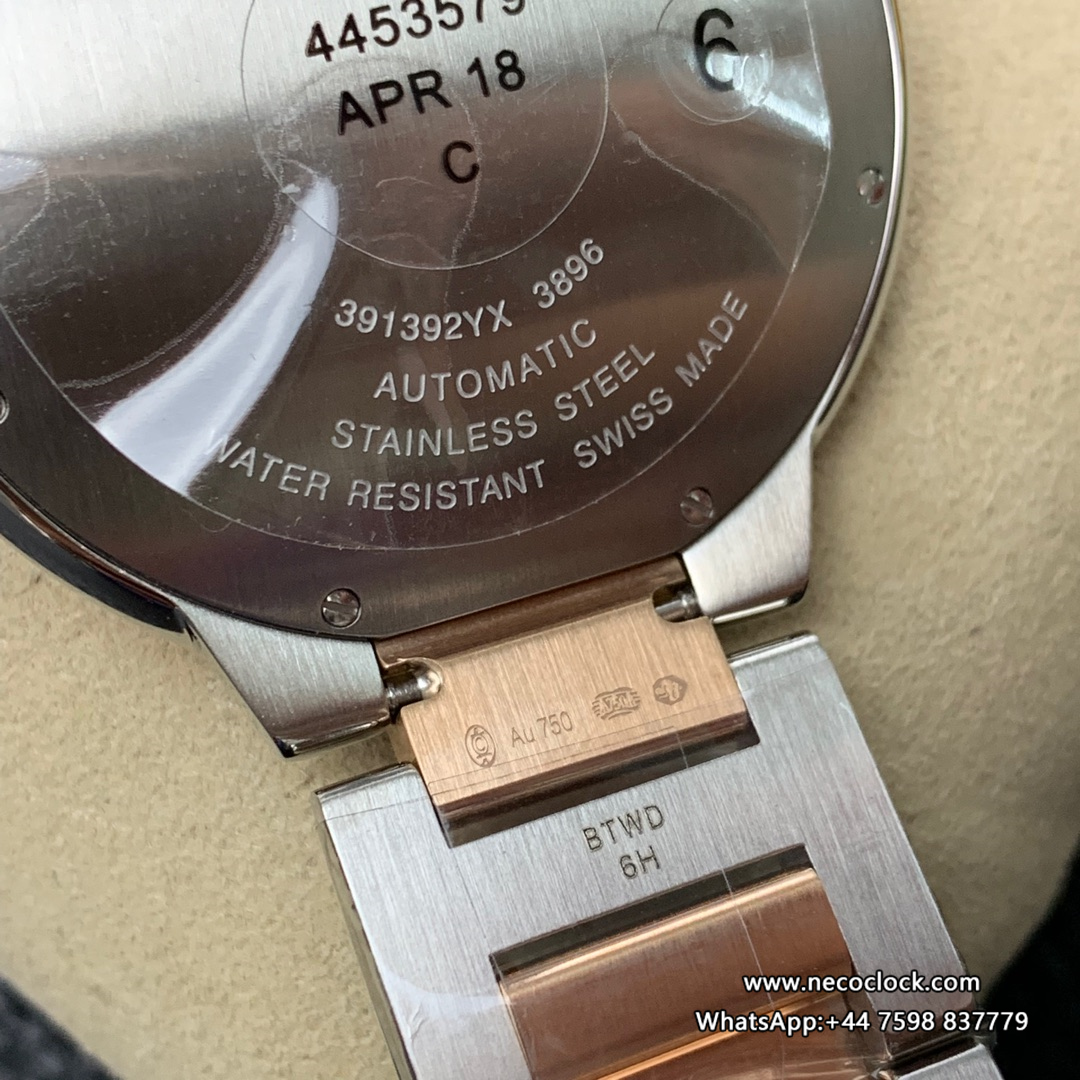 4453579
APR 18
C
6
391392YX 3896
AUTOMATIC
STAINLESS STEEL
WATER RESISTANT SWISS MADE
Au 750
BTWD
6H
www.necoclock.com
WhatsApp:+44 7598 837779